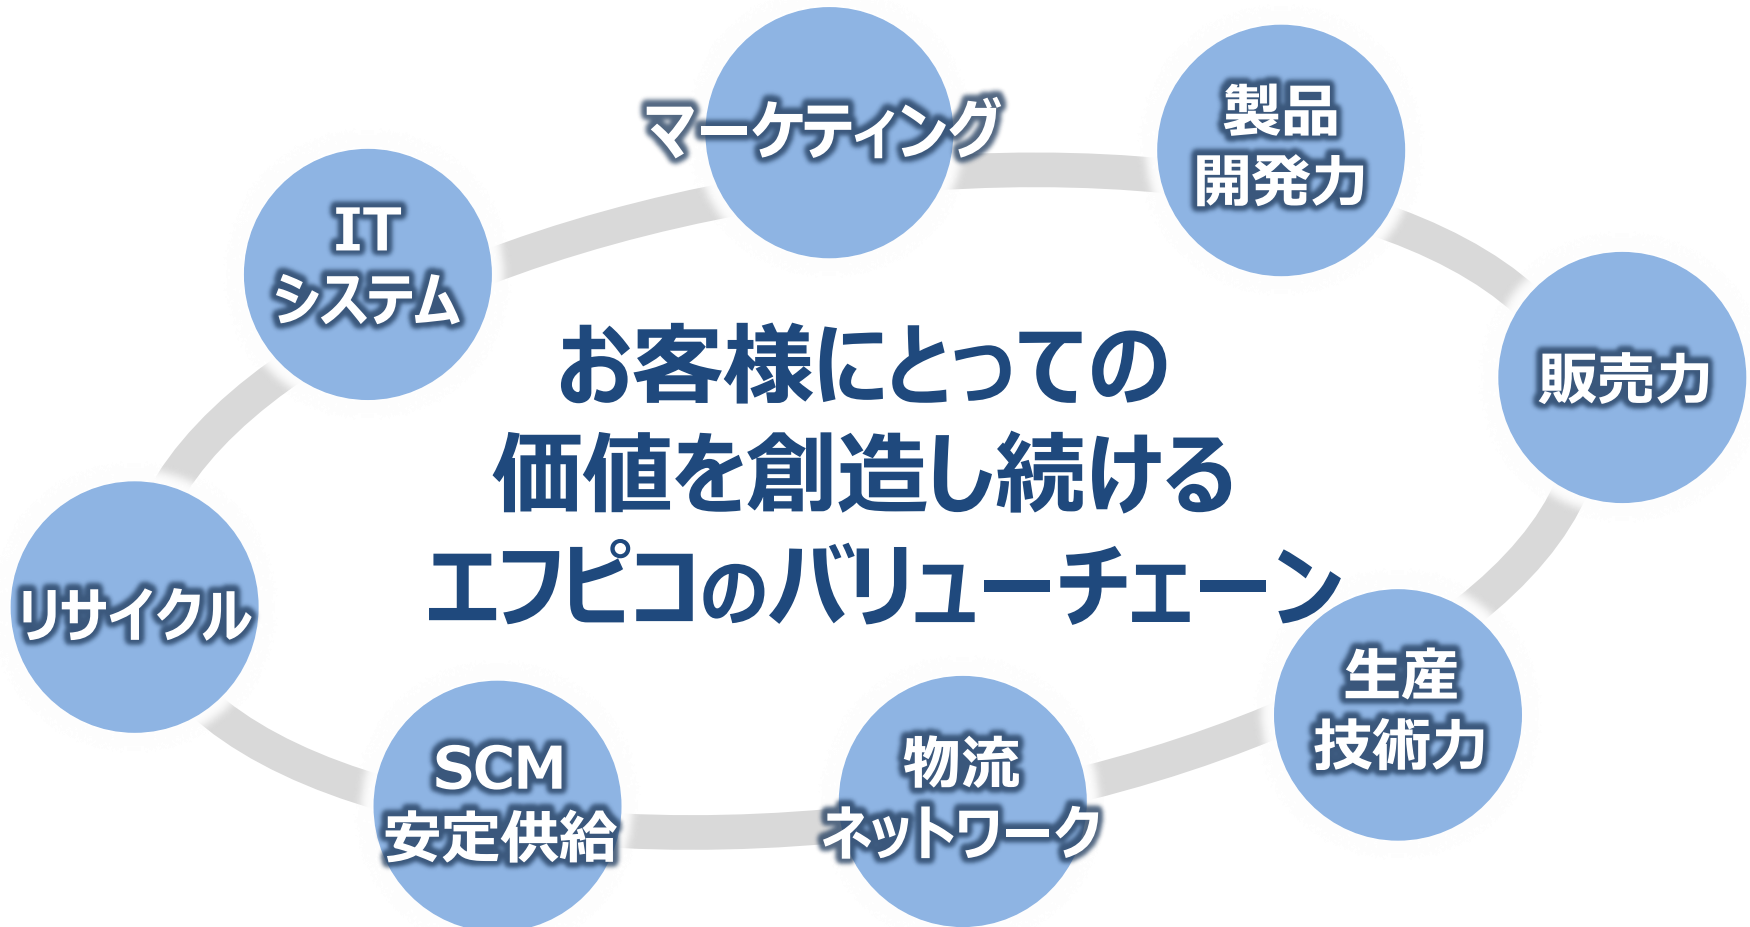 マーケティング
製品
開発力
IT
システム
販売力
お客様にとっての
価値を創造し続ける
エフピコのバリューチェーン
リサイクル
生産
技術力
SCM
安定供給
物流
ネットワーク